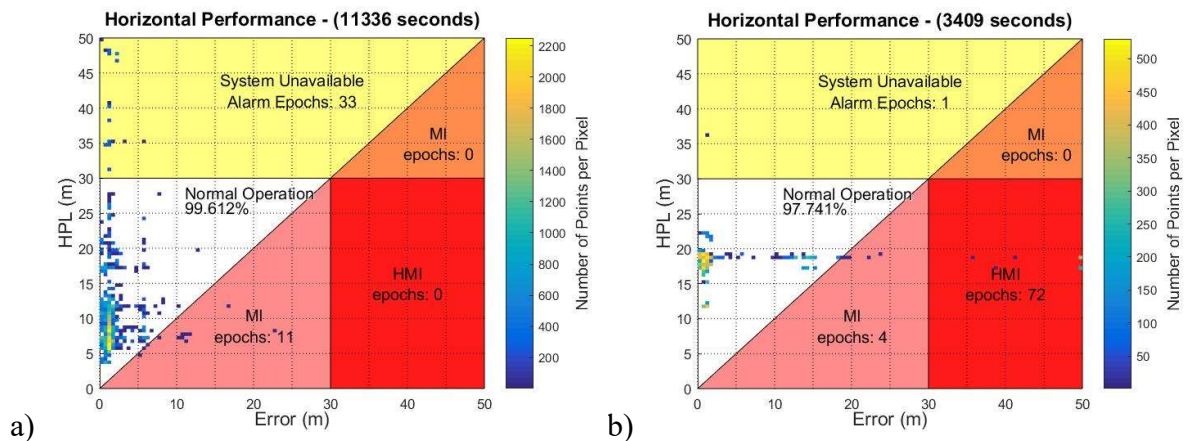 Horizontal Performance - (11336 seconds)
50
45
40
35
30
25
20
15
10
5
0
HPL (m)
System Unavailable
Alarm Epochs: 33
MI
epochs: 0
Normal Operation
99.612%
HMI
epochs: 0
MI
epochs: 11
0
10
20
30
40
50
Error (m)
2200
2000
1800
1600
1400
1200
1000
800
600
400
200
Number of Points per Pixel
a)
Horizontal Performance - (3409 seconds)
50
45
40
35
30
25
20
15
10
5
0
HPL (m)
System Unavailable
Alarm Epochs: 1
MI
epochs: 0
Normal Operation
97.741%
HMI
epochs: 72
MI
epochs: 4
0
10
20
30
40
50
Error (m)
500
450
400
350
300
250
200
150
100
50
Number of Points per Pixel
b)